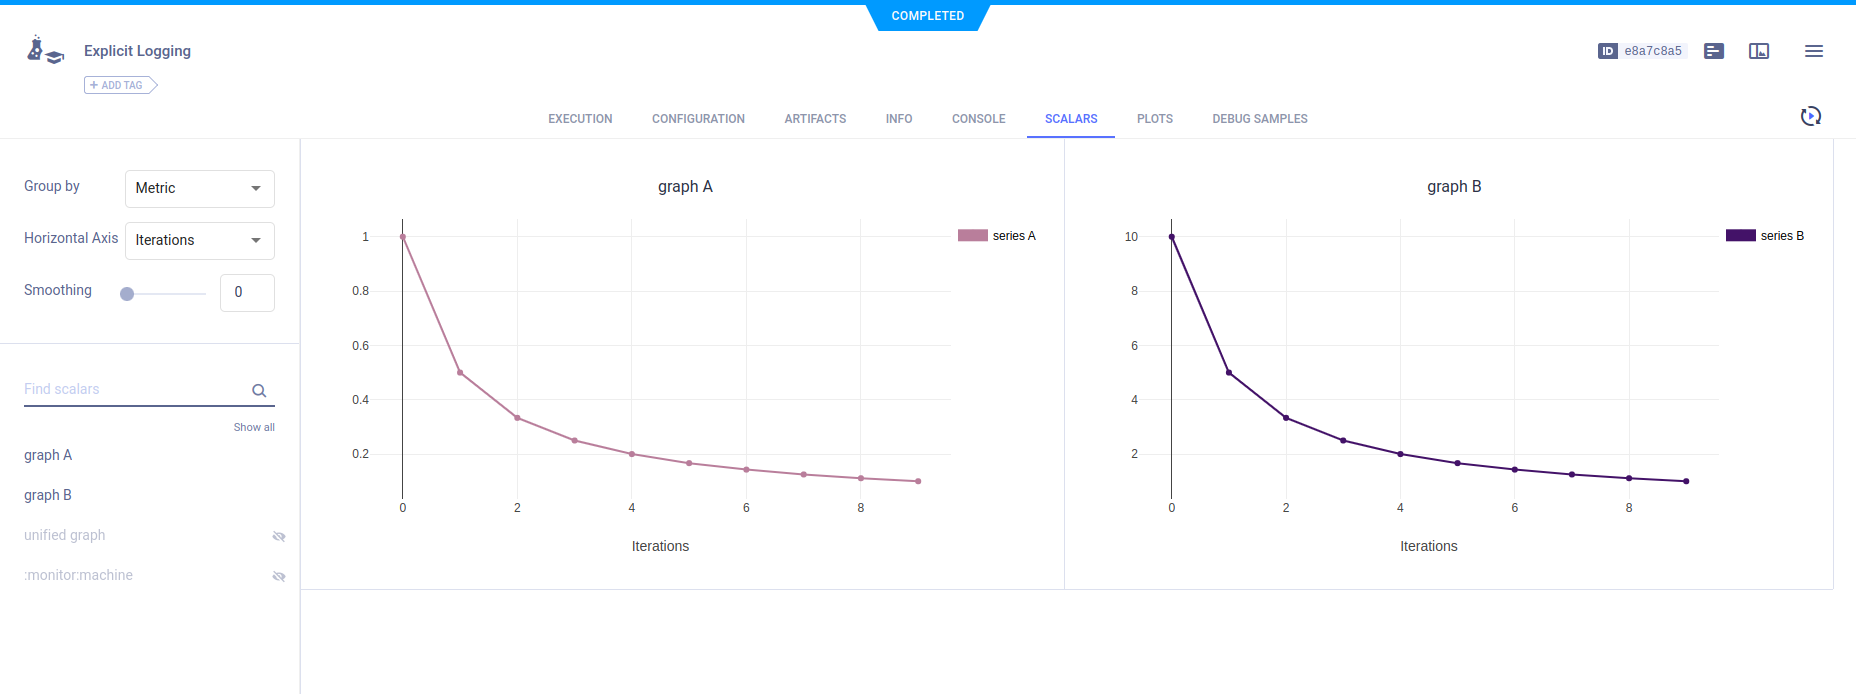 COMPLETED
Explicit Logging
ID e8a7c8a5
+ ADD TAG
EXECUTION CONFIGURATION ARTIFACTS INFO CONSOLE SCALARS PLOTS DEBUG SAMPLES
Group by Metric
Horizontal Axis Iterations
Smoothing 0
Find scalars
Show all
graph A
graph B
unified graph
:monitor:machine
graph A
series A
1
0.8
0.6
0.4
0.2
0 2 4 6 8
Iterations
graph B
series B
10
8
6
4
2
0 2 4 6 8
Iterations